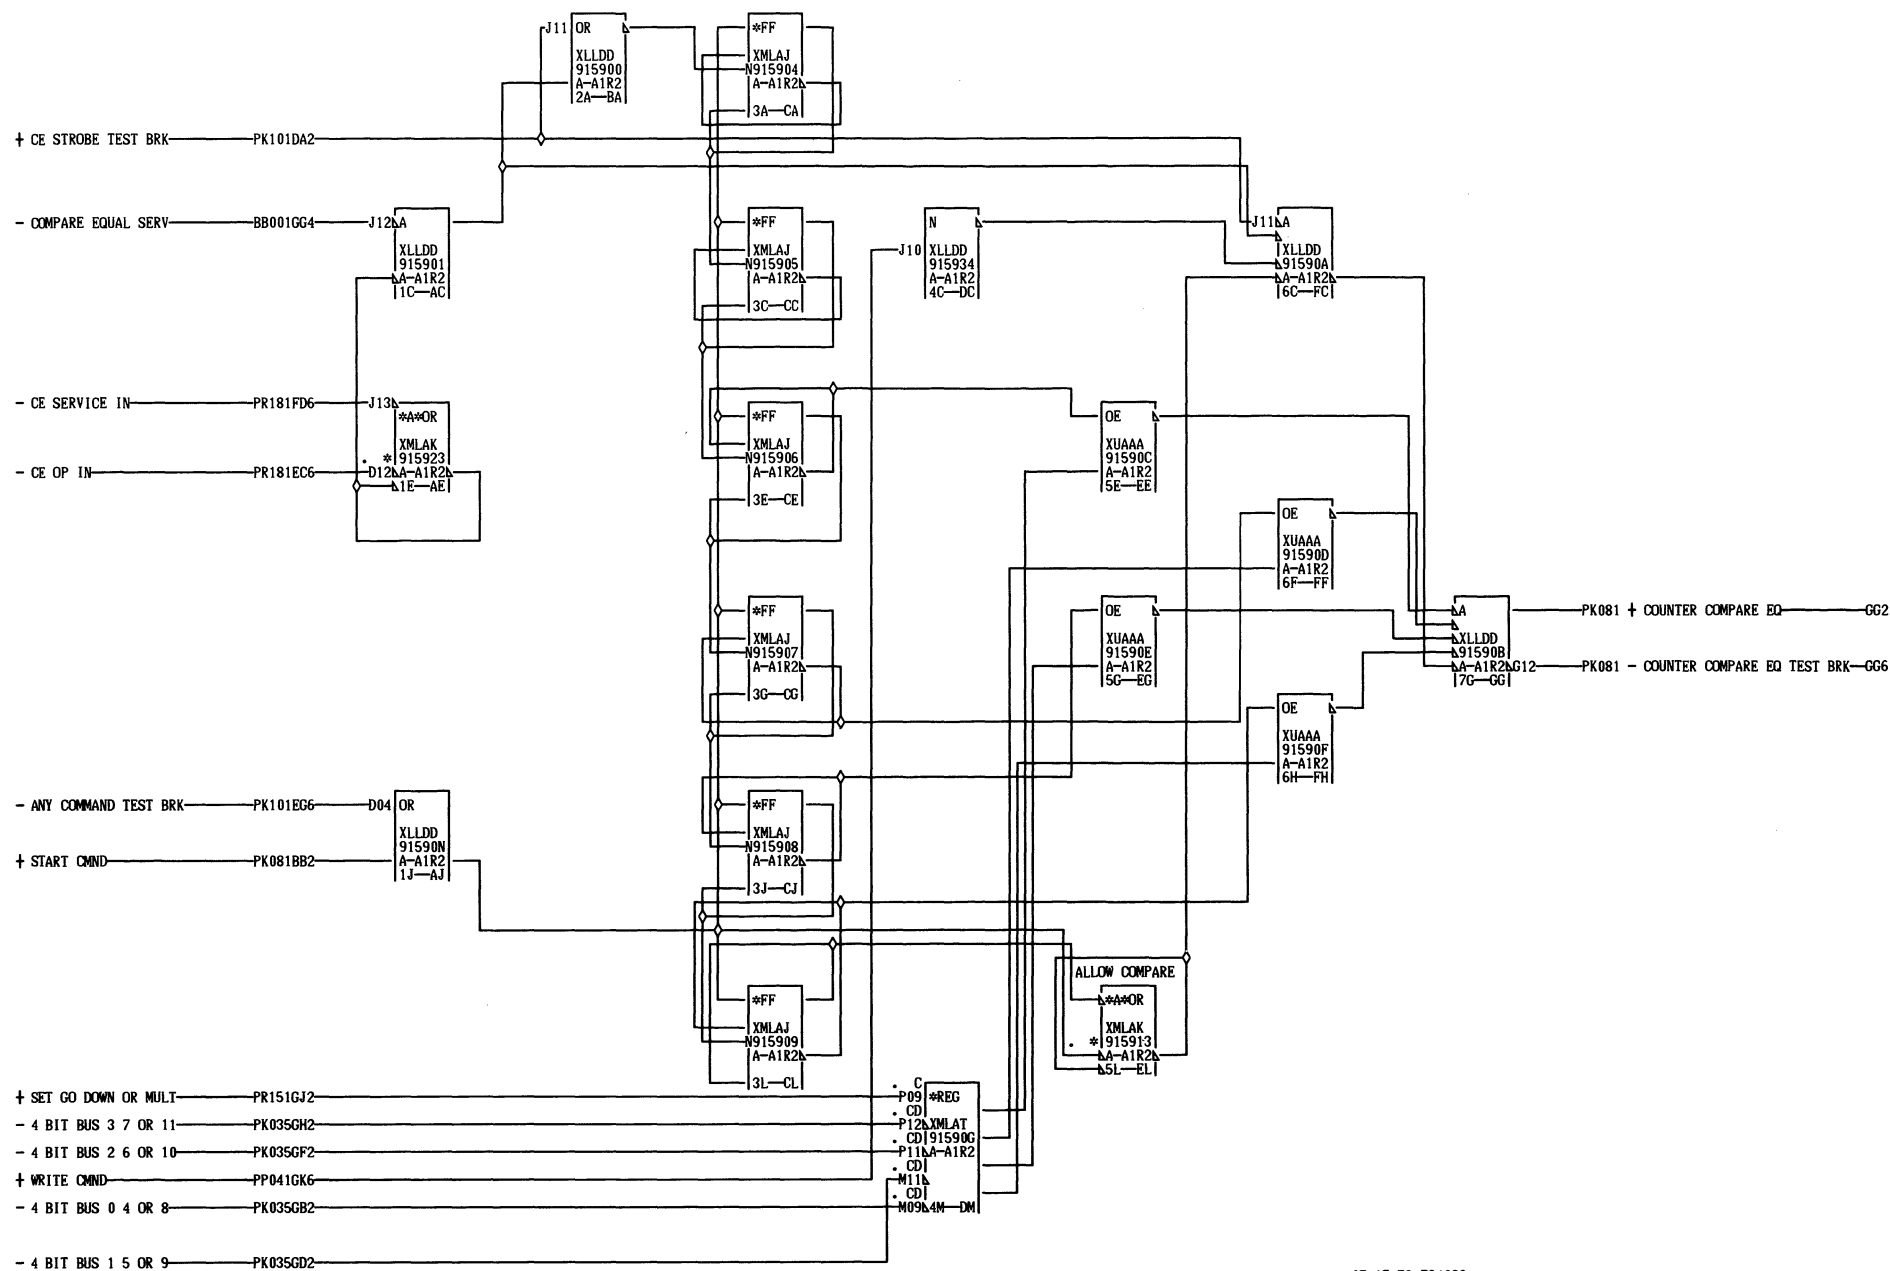 J11 OR
XLLDD
915900
A-A1R2
2A—BA
*FF
XMLAJ
N915904
A-A1R2
3A—CA
+ CE STROBE TEST BRK PK101DA2
- COMPARE EQUAL SERV BB001GG4 J12 A
XLLDD
915901
A-A1R2
1C—AC
*FF
XMLAJ
N915905
A-A1R2
3C—CC
N
J10 XLLDD
915934
A-A1R2
4C—DC
J11 A
XLLDD
91590A
A-A1R2
6C—FC
- CE SERVICE IN PR181FD6 J13
*A*OR
XMLAK
. * 915923
- CE OP IN PR181EC6 D12 A-A1R2
1E—AE
*FF
XMLAJ
N915906
A-A1R2
3E—CE
OE
XUAAA
91590C
A-A1R2
5E—EE
OE
XUAAA
91590D
A-A1R2
6F—FF
*FF
XMLAJ
N915907
A-A1R2
3G—CG
OE
XUAAA
91590E
A-A1R2
5G—EG
A PK081 + COUNTER COMPARE EQ GG2
XLLDD
91590B
A-A1R2 G12 PK081 - COUNTER COMPARE EQ TEST BRK GG6
7G—GG
OE
XUAAA
91590F
A-A1R2
6H—FH
- ANY COMMAND TEST BRK PK101EG6 D04 OR
XLLDD
91590N
+ START CMND PK081BB2 A-A1R2
1J—AJ
*FF
XMLAJ
N915908
A-A1R2
3J—CJ
*FF
XMLAJ
N915909
A-A1R2
3L—CL
ALLOW COMPARE
*A*OR
XMLAK
. * 915913
A-A1R2
5L—EL
. C
+ SET GO DOWN OR MULT PR151GJ2 P09 *REG
. CD
- 4 BIT BUS 3 7 OR 11 PK035GH2 P12 XMLAT
. CD 91590G
- 4 BIT BUS 2 6 OR 10 PK035GF2 P11 A-A1R2
. CD
+ WRITE CMND PP041GK6 M11
. CD
- 4 BIT BUS 0 4 OR 8 PK035GB2 M09 4M—DM
- 4 BIT BUS 1 5 OR 9 PK035GD2